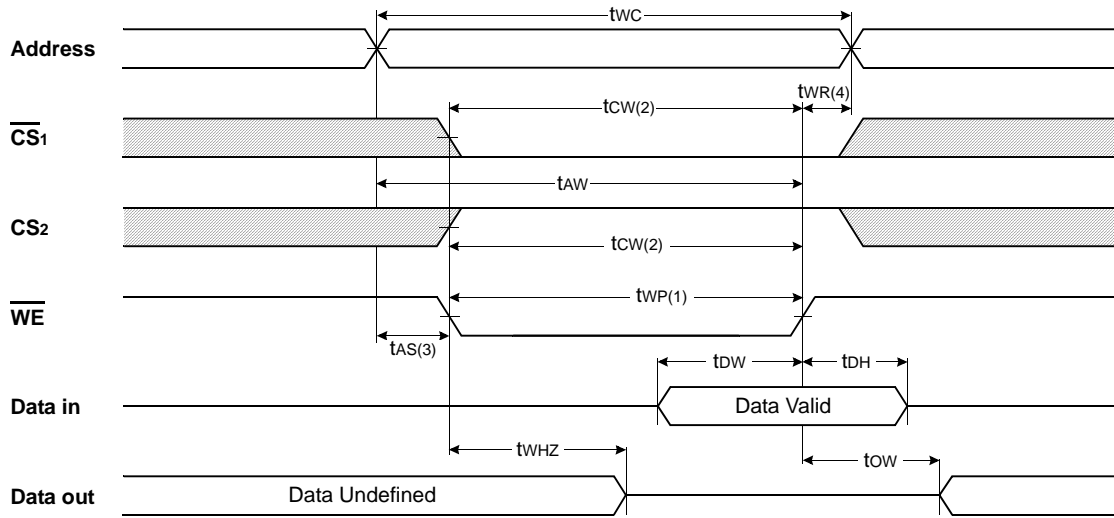 tWC
Address
tCW(2)
tWR(4)
CS1
tAW
CS2
tCW(2)
tWP(1)
WE
tAS(3)
tDW
tDH
Data in
Data Valid
tWHZ
tOW
Data out
Data Undefined